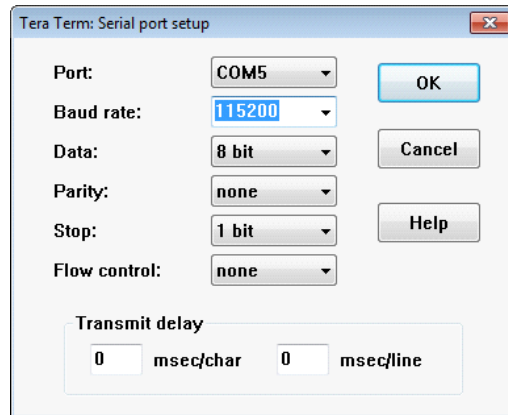 Tera Term: Serial port setup
Port: COM5 OK
Baud rate: 115200
Data: 8 bit Cancel
Parity: none
Stop: 1 bit Help
Flow control: none
Transmit delay
0 msec/char 0 msec/line